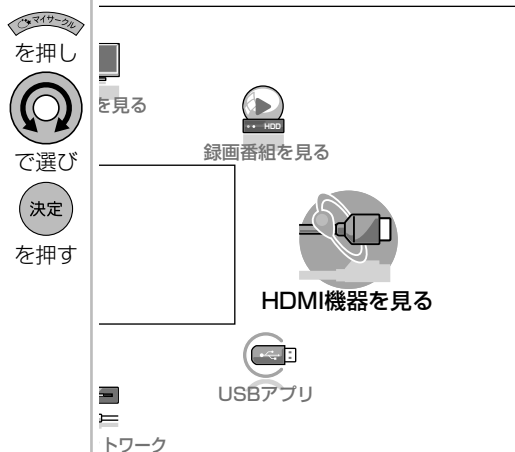 マイサークル
を押し
で選び
決定
を押す
を見る
HDD
録画番組を見る
HDMI機器を見る
USBアプリ
トワーク